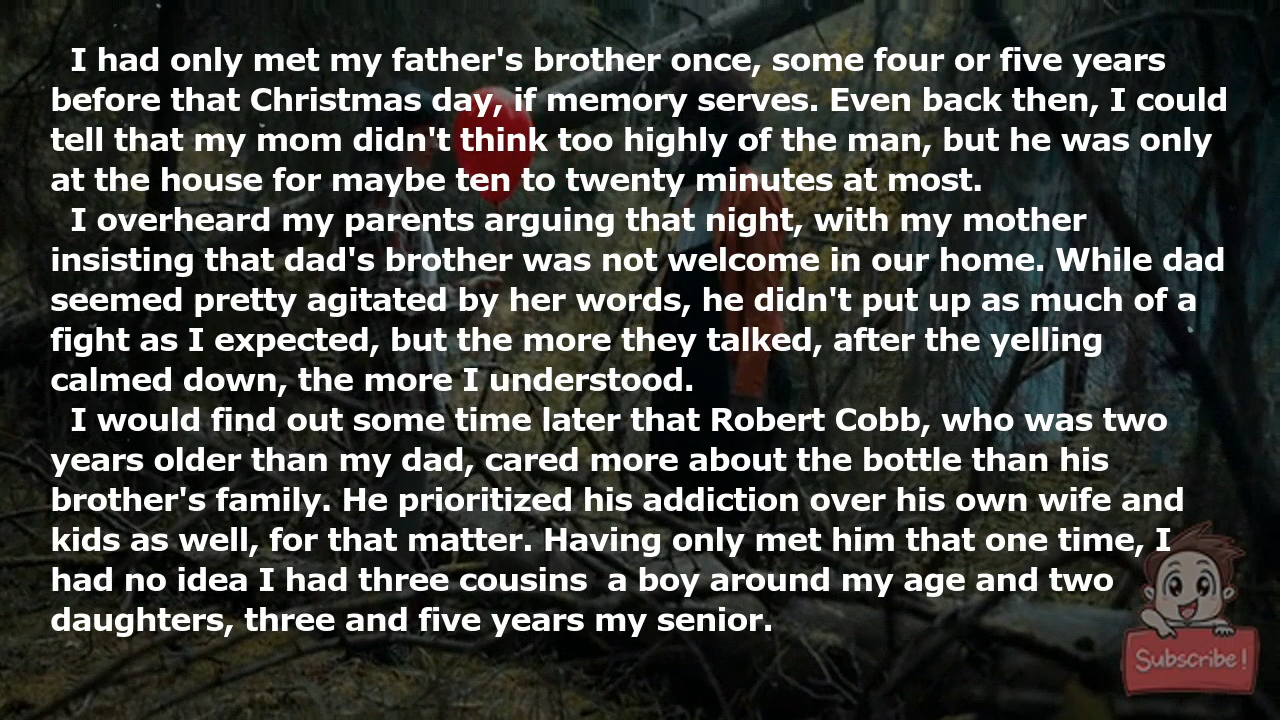 I had only met my father's brother once, some four or five years
before that Christmas day, if memory serves. Even back then, I could
tell that my mom didn't think too highly of the man, but he was only
at the house for maybe ten to twenty minutes at most.
I overheard my parents arguing that night, with my mother
insisting that dad's brother was not welcome in our home. While dad
seemed pretty agitated by her words, he didn't put up as much of a
fight as I expected, but the more they talked, after the yelling
calmed down, the more I understood.
I would find out some time later that Robert Cobb, who was two
years older than my dad, cared more about the bottle than his
brother's family. He prioritized his addiction over his own wife and
kids as well, for that matter. Having only met him that one time, I
had no idea I had three cousins  a boy around my age and two
daughters, three and five years my senior.
Subscribe!